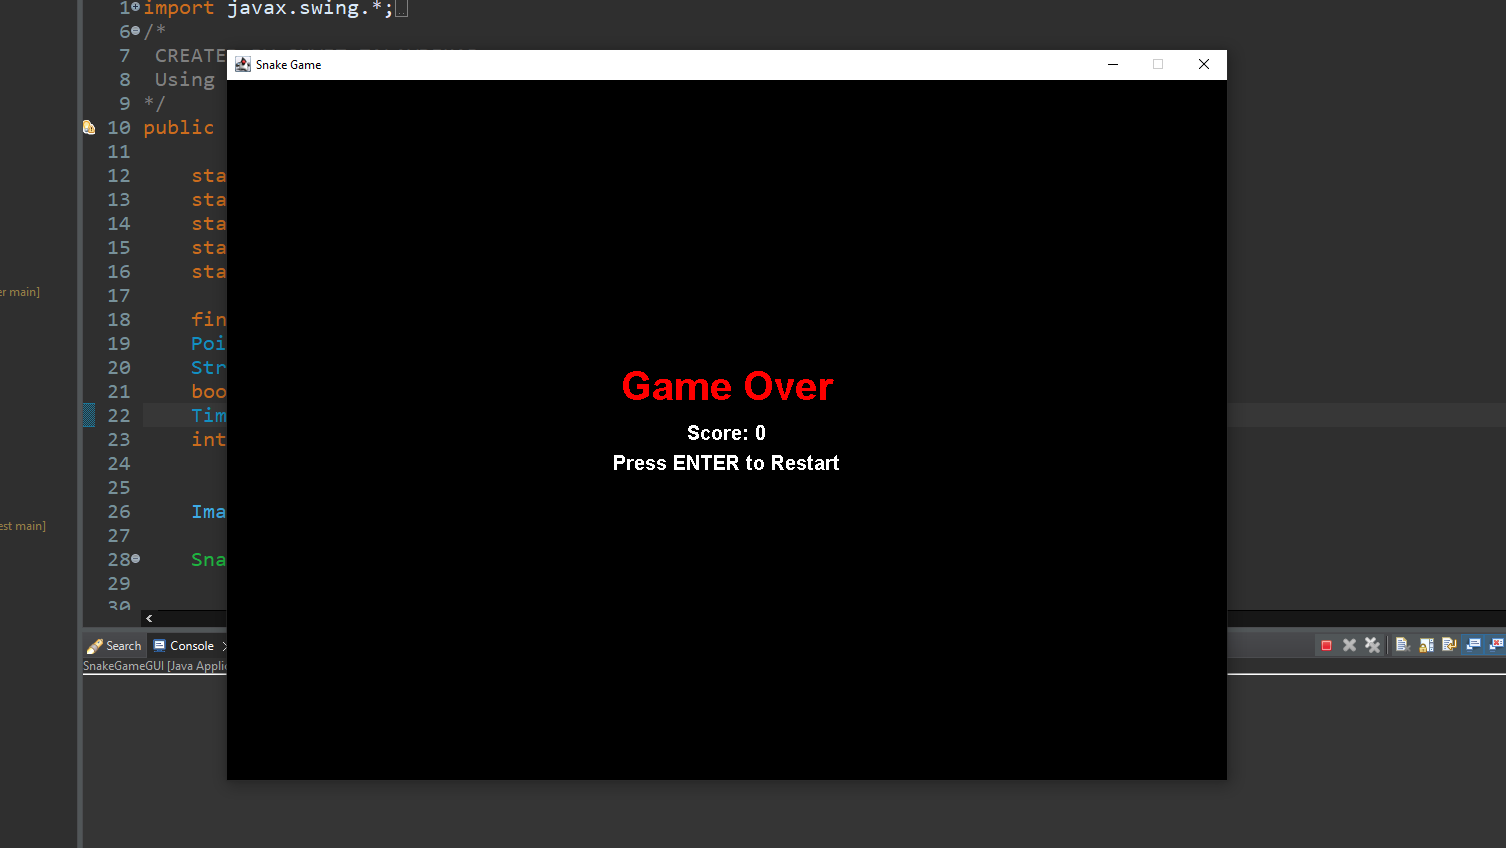 1 import javax.swing.*;
6 /*
7 CREATE
8 Using
9 */
10 public
11
12 sta
13 sta
14 sta
15 sta
16 sta
17
18 fin
19 Poi
20 Str
21 boo
22 Tim
23 int
24
25
26 Ima
27
28 Sna
29
30
er main]
est main]
Snake Game
Game Over
Score: 0
Press ENTER to Restart
Search Console
SnakeGameGUI [Java Applic